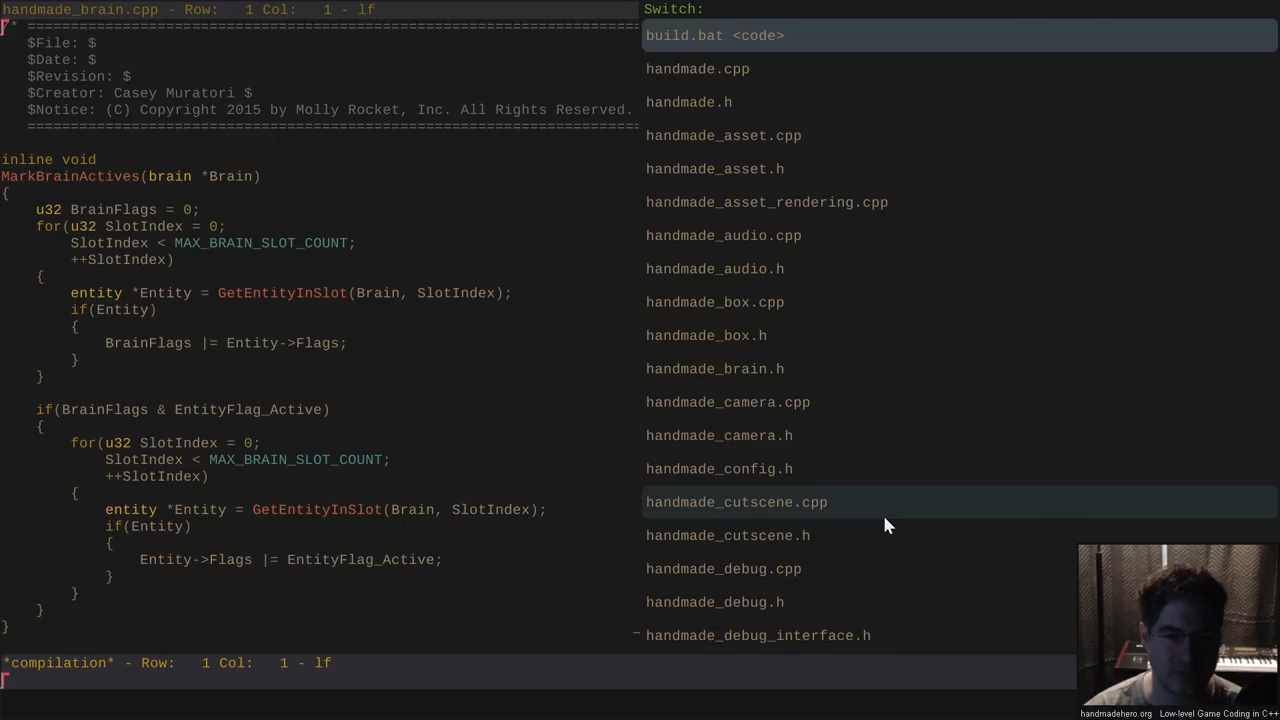 handmade_brain.cpp - Row:   1 Col:   1 - lf
/* =======================================================================
   $File: $
   $Date: $
   $Revision: $
   $Creator: Casey Muratori $
   $Notice: (C) Copyright 2015 by Molly Rocket, Inc. All Rights Reserved.
   =======================================================================
inline void
MarkBrainActives(brain *Brain)
{
    u32 BrainFlags = 0;
    for(u32 SlotIndex = 0;
        SlotIndex < MAX_BRAIN_SLOT_COUNT;
        ++SlotIndex)
    {
        entity *Entity = GetEntityInSlot(Brain, SlotIndex);
        if(Entity)
        {
            BrainFlags |= Entity->Flags;
        }
    }
    if(BrainFlags & EntityFlag_Active)
    {
        for(u32 SlotIndex = 0;
            SlotIndex < MAX_BRAIN_SLOT_COUNT;
            ++SlotIndex)
        {
            entity *Entity = GetEntityInSlot(Brain, SlotIndex);
            if(Entity)
            {
                Entity->Flags |= EntityFlag_Active;
            }
        }
    }
}
Switch:
build.bat <code>
handmade.cpp
handmade.h
handmade_asset.cpp
handmade_asset.h
handmade_asset_rendering.cpp
handmade_audio.cpp
handmade_audio.h
handmade_box.cpp
handmade_box.h
handmade_brain.h
handmade_camera.cpp
handmade_camera.h
handmade_config.h
handmade_cutscene.cpp
handmade_cutscene.h
handmade_debug.cpp
handmade_debug.h
handmade_debug_interface.h
*compilation* - Row:   1 Col:   1 - lf
handmadehero.org   Low-level Game Coding in C++